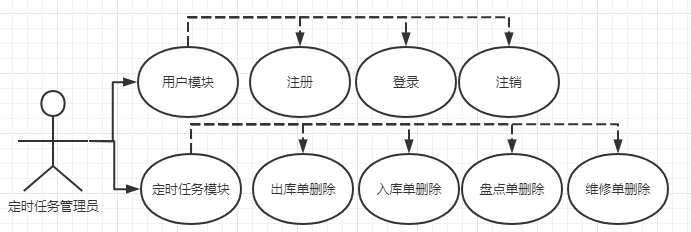 用户模块
注册
登录
注销
定时任务模块
出库单删除
入库单删除
盘点单删除
维修单删除
定时任务管理员